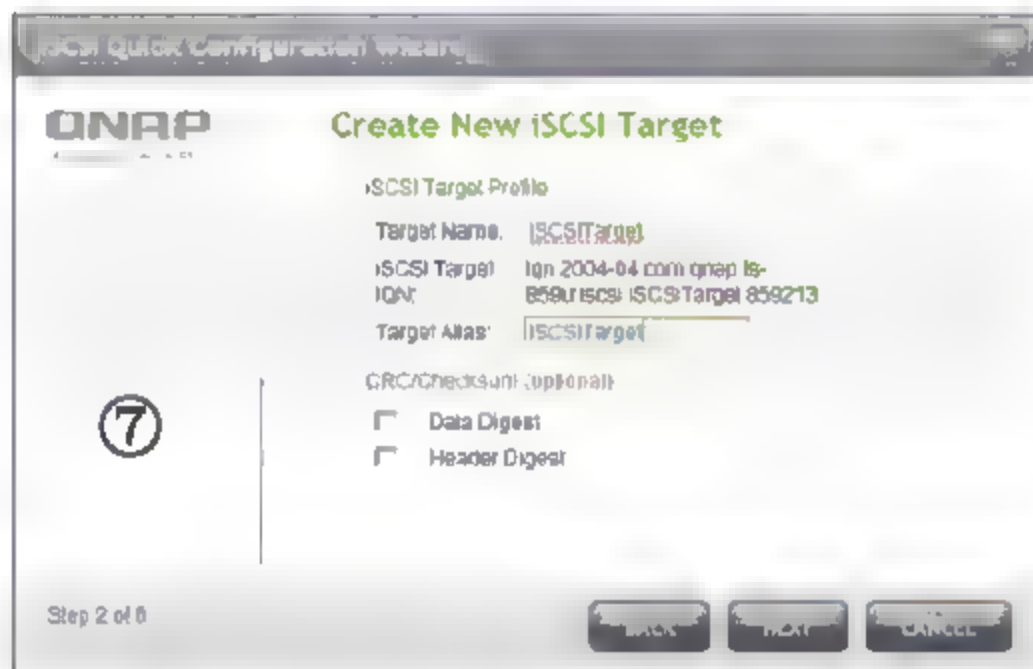 iSCSI Quick Configuration Wizard
QNAP
Create New iSCSI Target
iSCSI Target Profile
Target Name: iSCSITarget
iSCSI Target IQN: iqn.2004-04.com.qnap:ts-
859u:iscsi.iSCSITarget.859213
Target Alias: iSCSITarget
CRC/Checksum (optional)
Data Digest
Header Digest
⑦
Step 2 of 8
BACK NEXT CANCEL